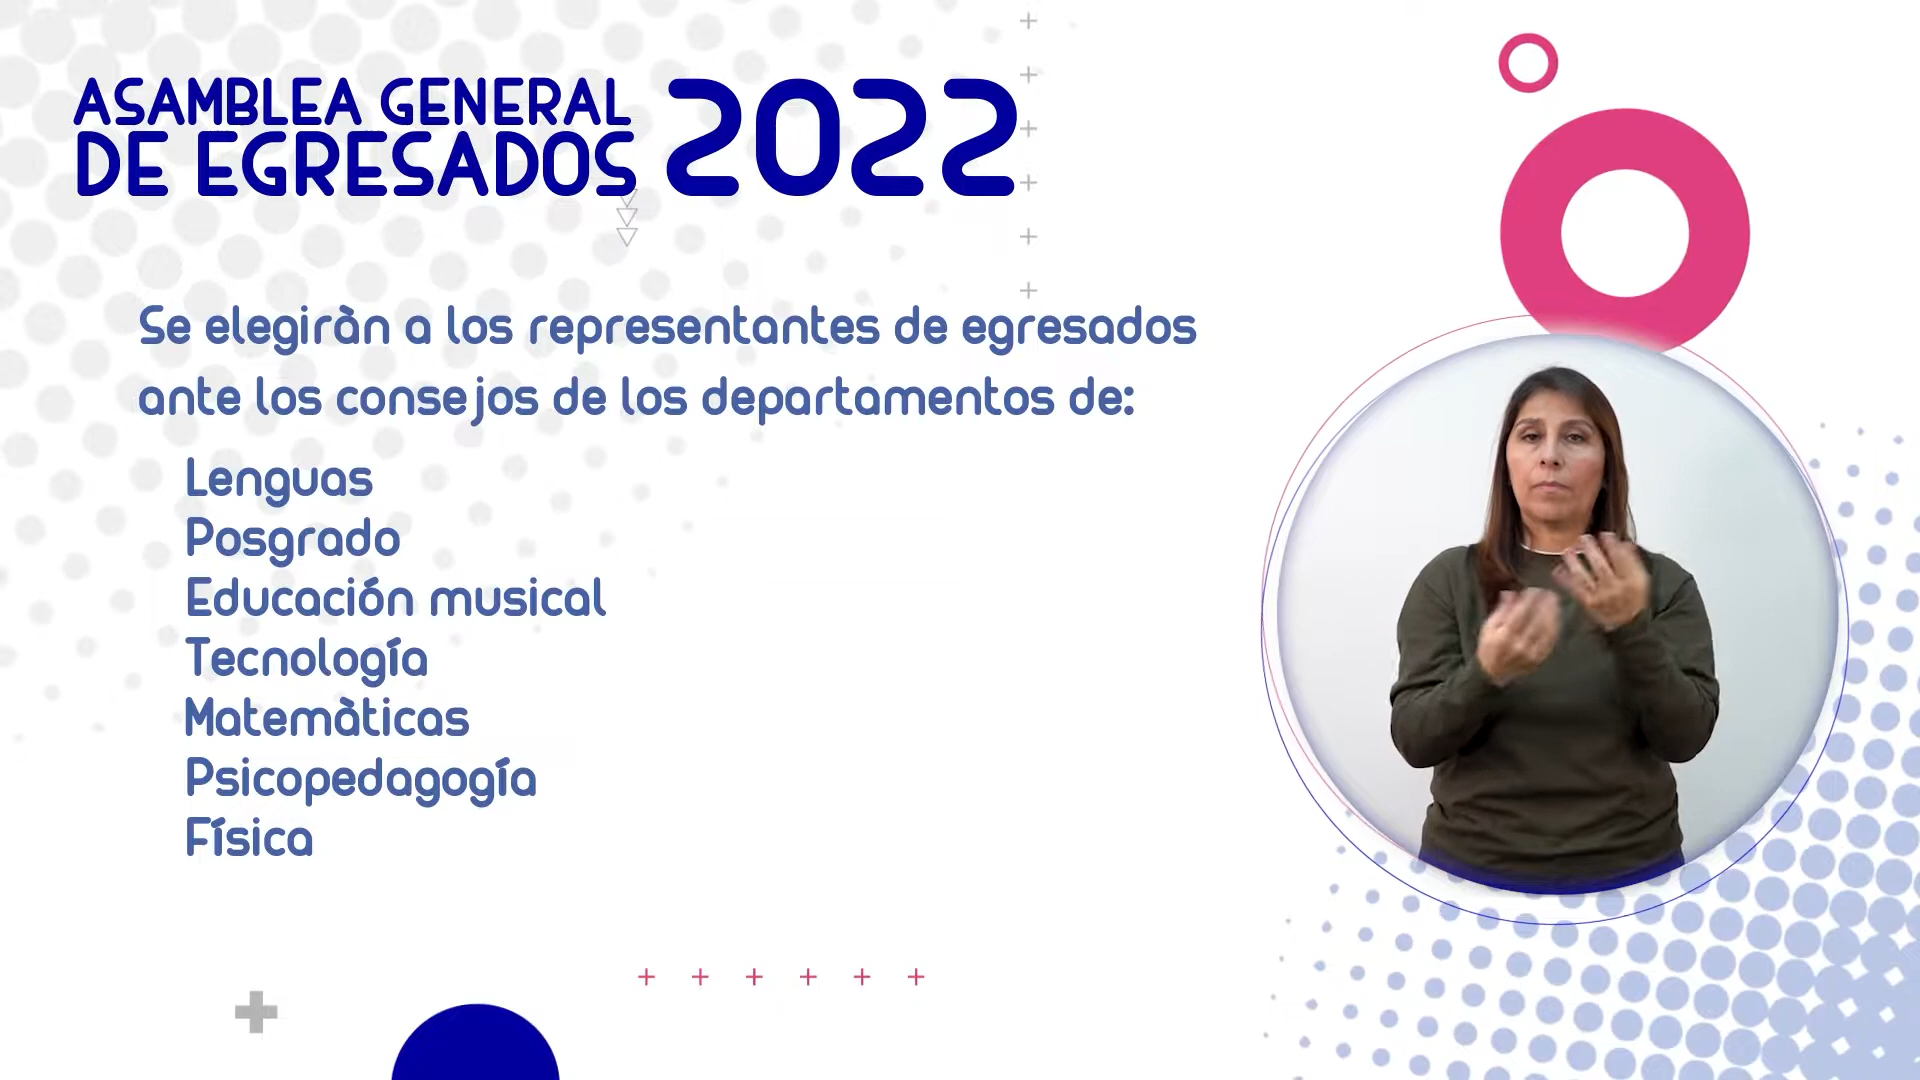 ASAMBLEA GENERAL
DE EGRESADOS 2022
Se elegiràn a los representantes de egresados
ante los consejos de los departamentos de:
Lenguas
Posgrado
Educación musical
Tecnología
Matemàticas
Psicopedagogía
Física